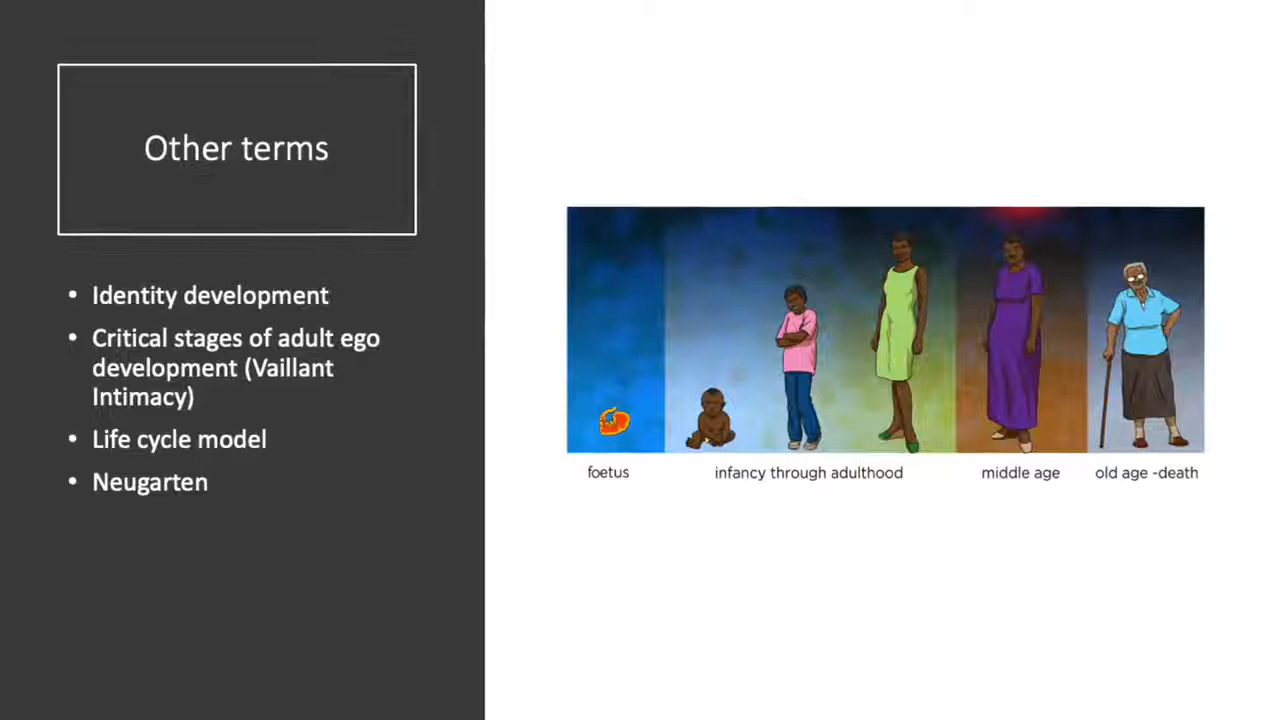 Other terms
• Identity development
• Critical stages of adult ego
development (Vaillant
Intimacy)
• Life cycle model
• Neugarten
foetus
infancy through adulthood
middle age
old age -death